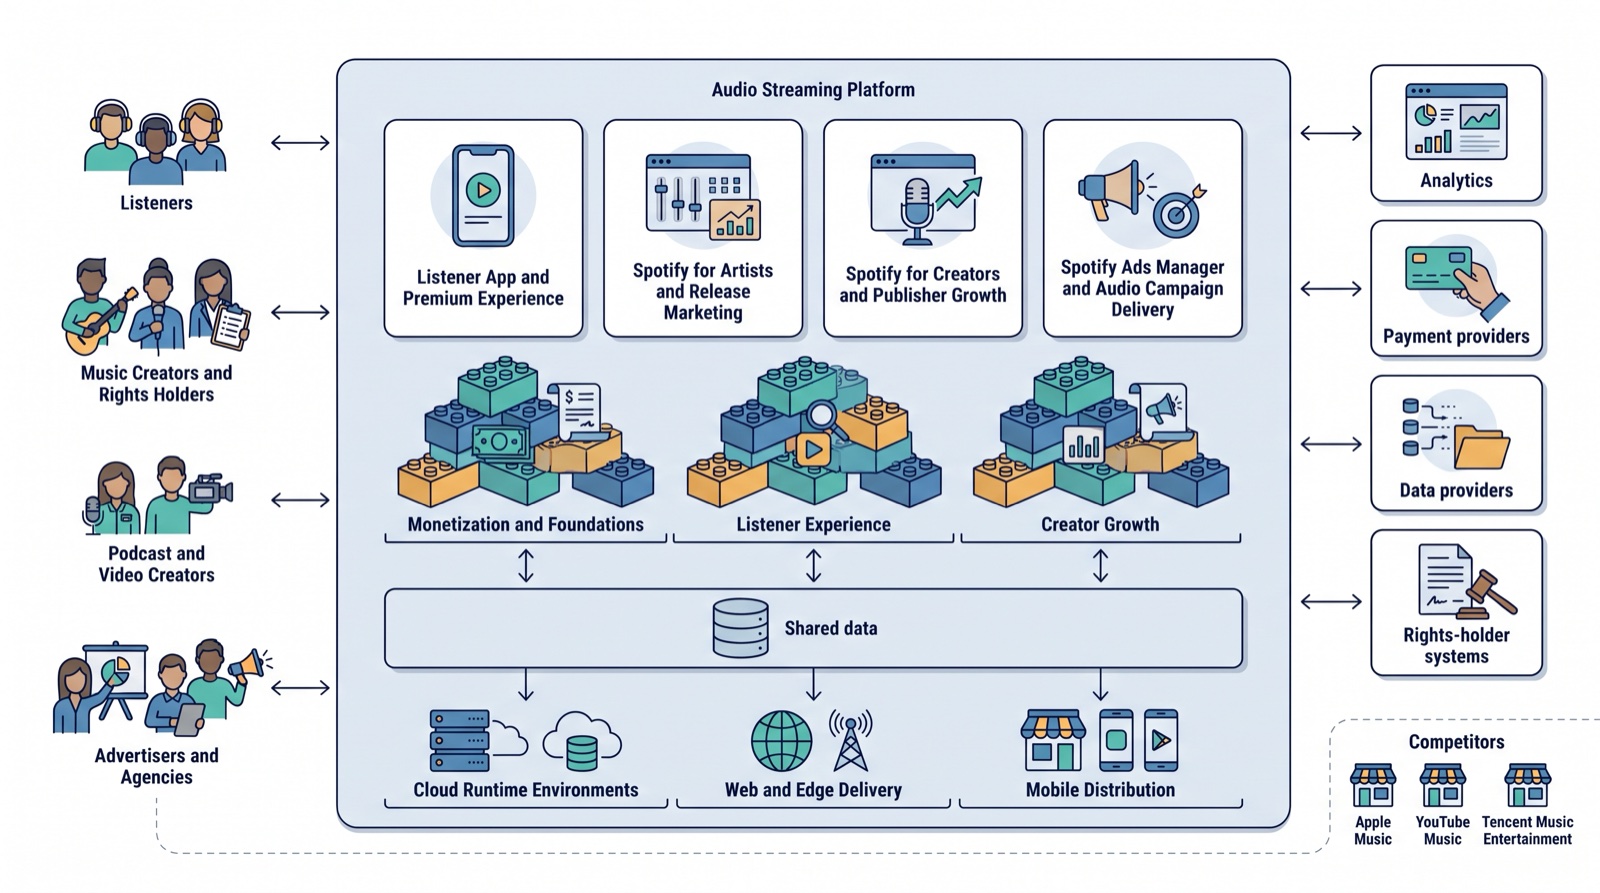 Audio Streaming Platform
Listeners
Music Creators and
Rights Holders
Podcast and
Video Creators
Advertisers and
Agencies
Listener App and
Premium Experience
Spotify for Artists
and Release
Marketing
Spotify for Creators
and Publisher Growth
Spotify Ads Manager
and Audio Campaign
Delivery
$
Monetization and Foundations
Listener Experience
Creator Growth
Shared data
Cloud Runtime Environments
Web and Edge Delivery
Mobile Distribution
Analytics
Payment providers
Data providers
Rights-holder
systems
Competitors
Apple
Music
YouTube
Music
Tencent Music
Entertainment